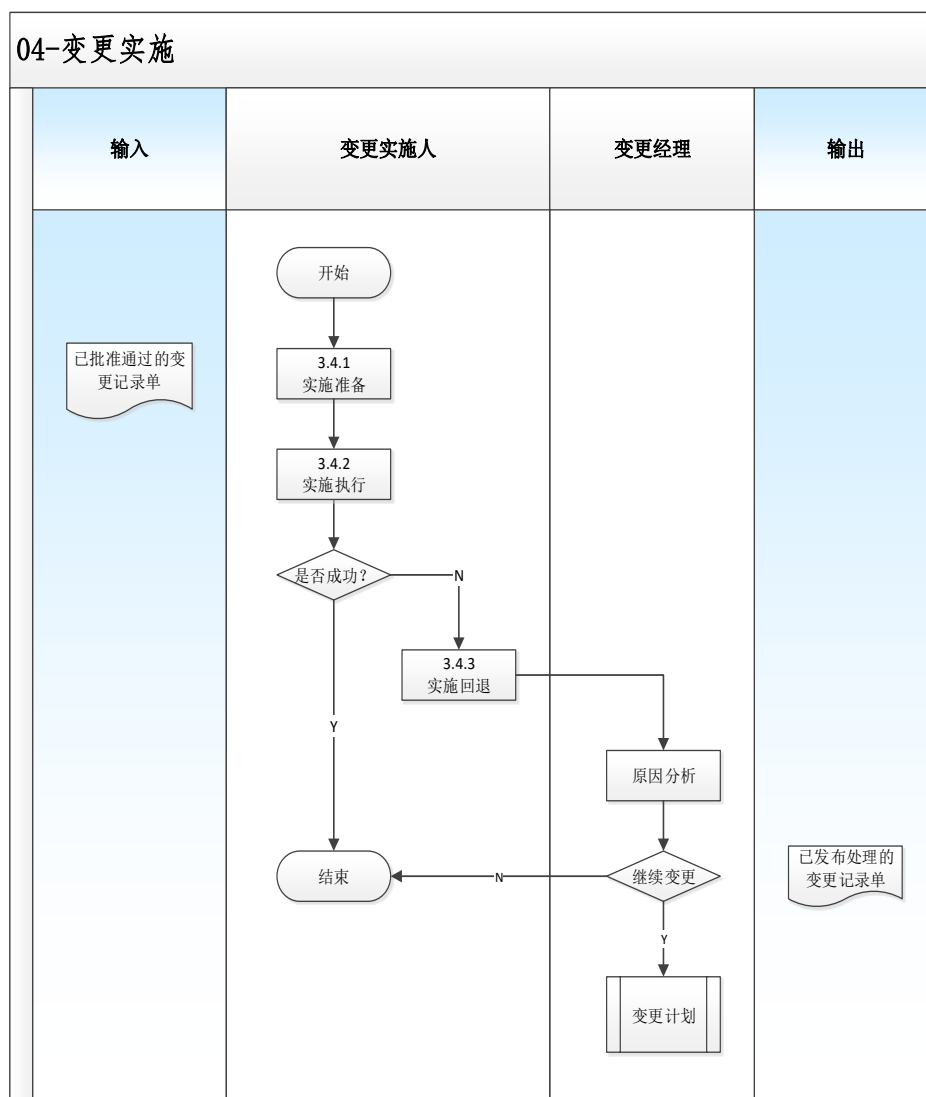 04-变更实施
输入
变更实施人
变更经理
输出
开始
已批准通过的变
更记录单
3.4.1
实施准备
3.4.2
实施执行
是否成功?
N
3.4.3
实施回退
Y
原因分析
结束
N
继续变更
已发布处理的
变更记录单
Y
变更计划